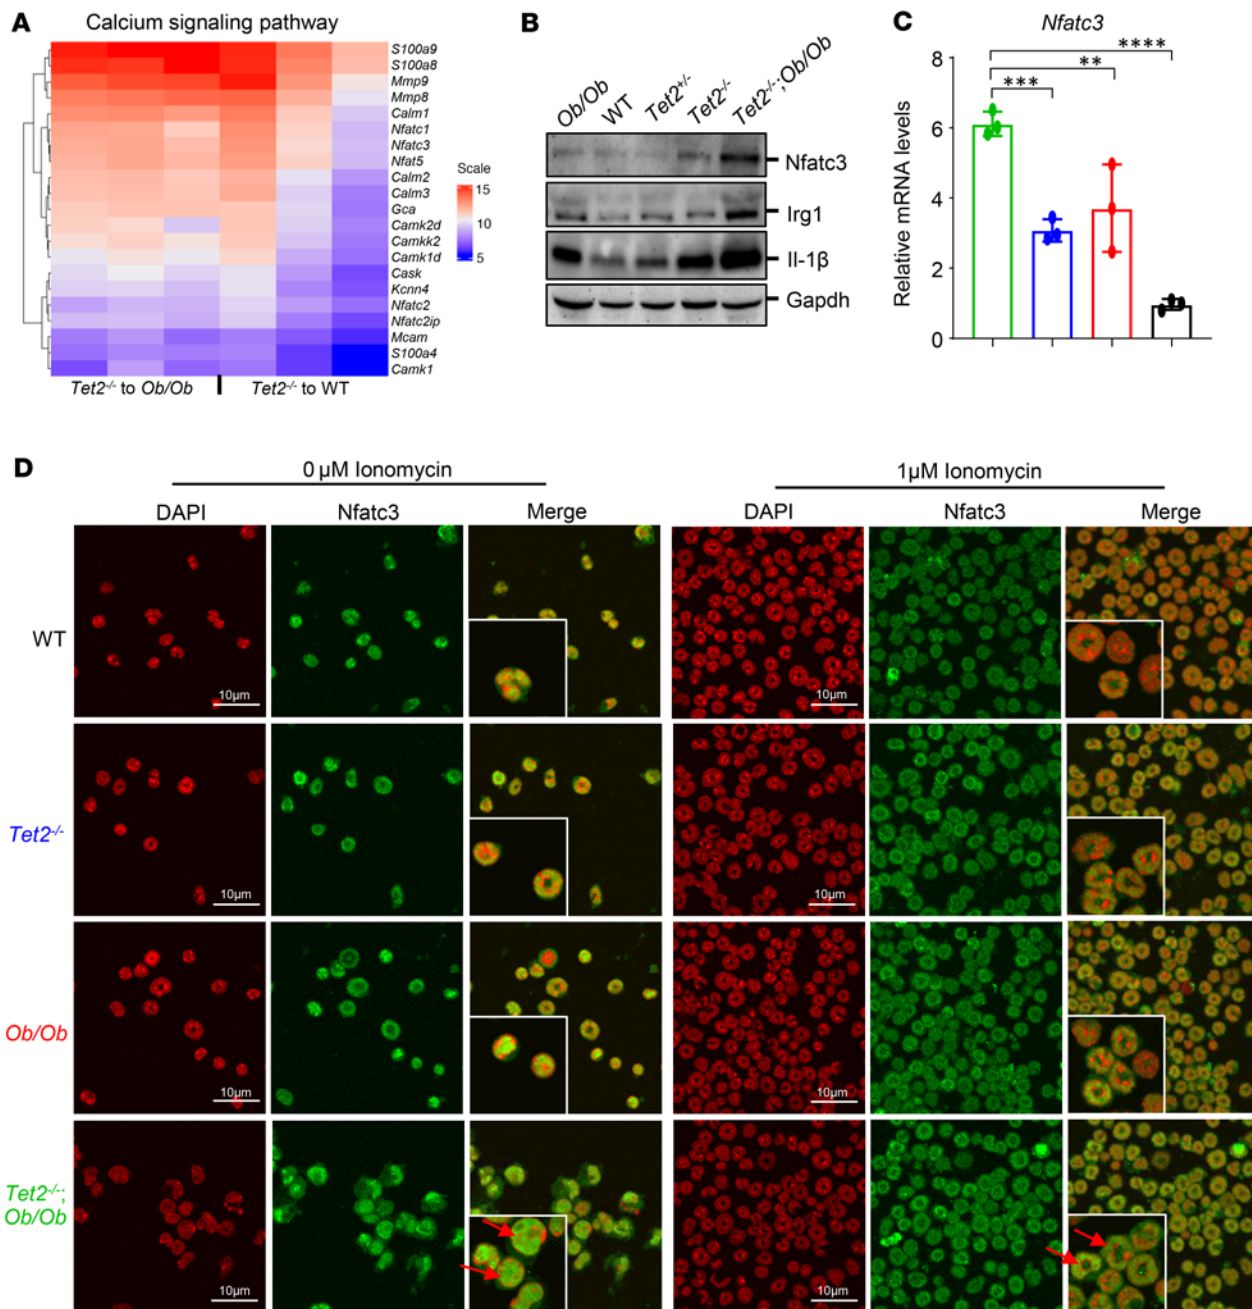 A
Calcium signaling pathway
S100a9
S100a8
Mmp9
Mmp8
Calm1
Nfatc1
Nfatc3
Nfat5
Calm2
Calm3
Gca
Camk2d
Camkk2
Camk1d
Cask
Kcnn4
Nfatc2
Nfatc2ip
Mcam
S100a4
Camk1
Scale
15
10
5
Tet2-/- to Ob/Ob
Tet2-/- to WT
B
Ob/Ob
WT
Tet2+/-
Tet2-/-
Tet2-/-;Ob/Ob
Nfatc3
Irg1
Il-1β
Gapdh
C
Nfatc3
****
**
***
Relative mRNA levels
8
6
4
2
0
D
0 µM Ionomycin
1µM Ionomycin
DAPI Nfatc3 Merge DAPI Nfatc3 Merge
WT
10µm
10µm
Tet2-/-
10µm
10µm
Ob/Ob
10µm
10µm
Tet2-/-;
Ob/Ob
10µm
10µm